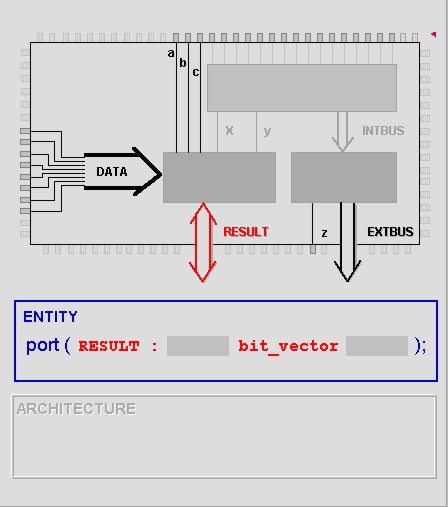 a
b
c
X
y
INTBUS
DATA
RESULT
z
EXTBUS
ENTITY
port ( RESULT : bit_vector );
ARCHITECTURE